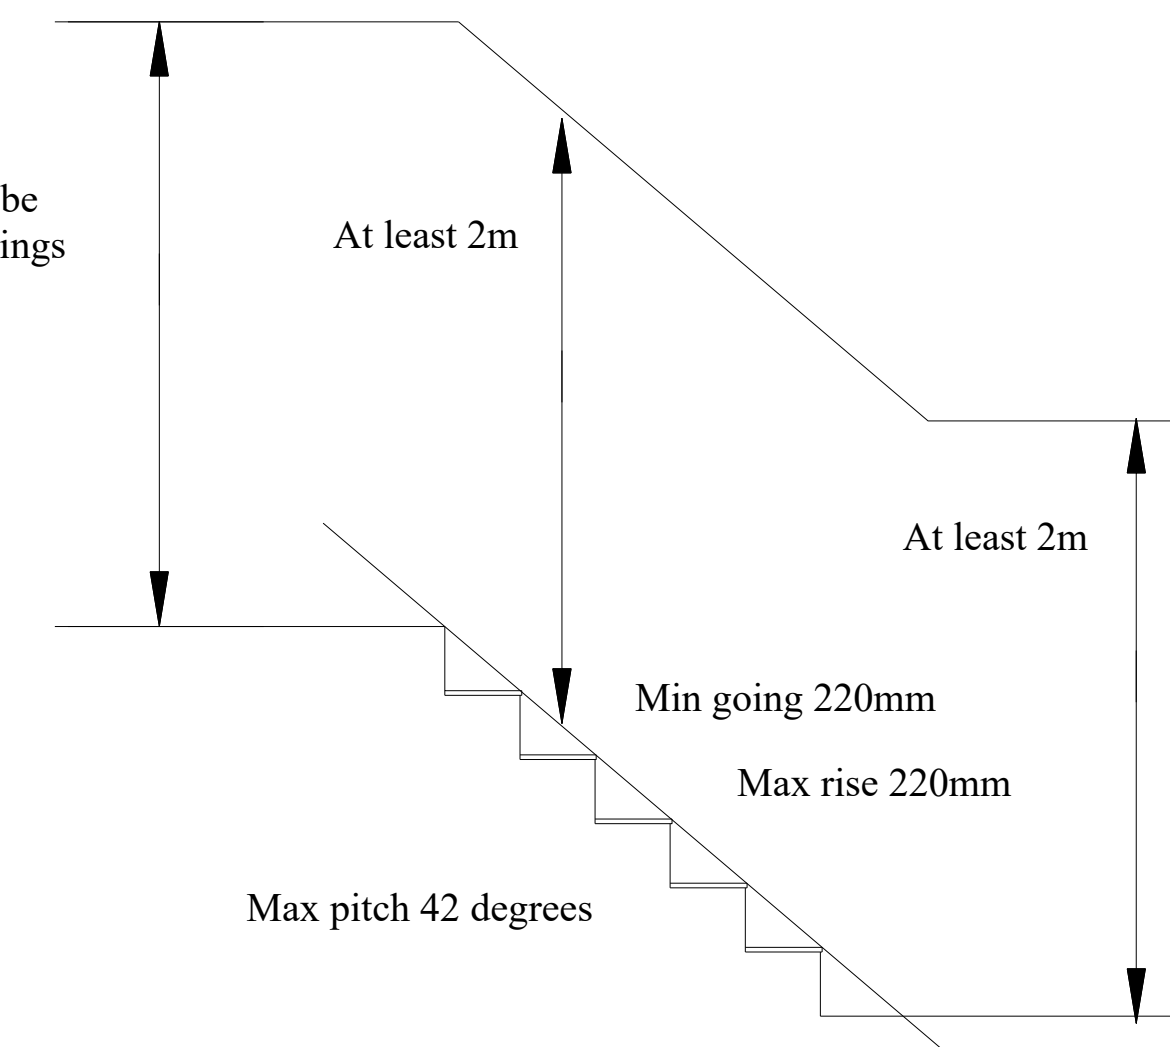 be
ings
At least 2m
At least 2m
Min going 220mm
Max rise 220mm
Max pitch 42 degrees